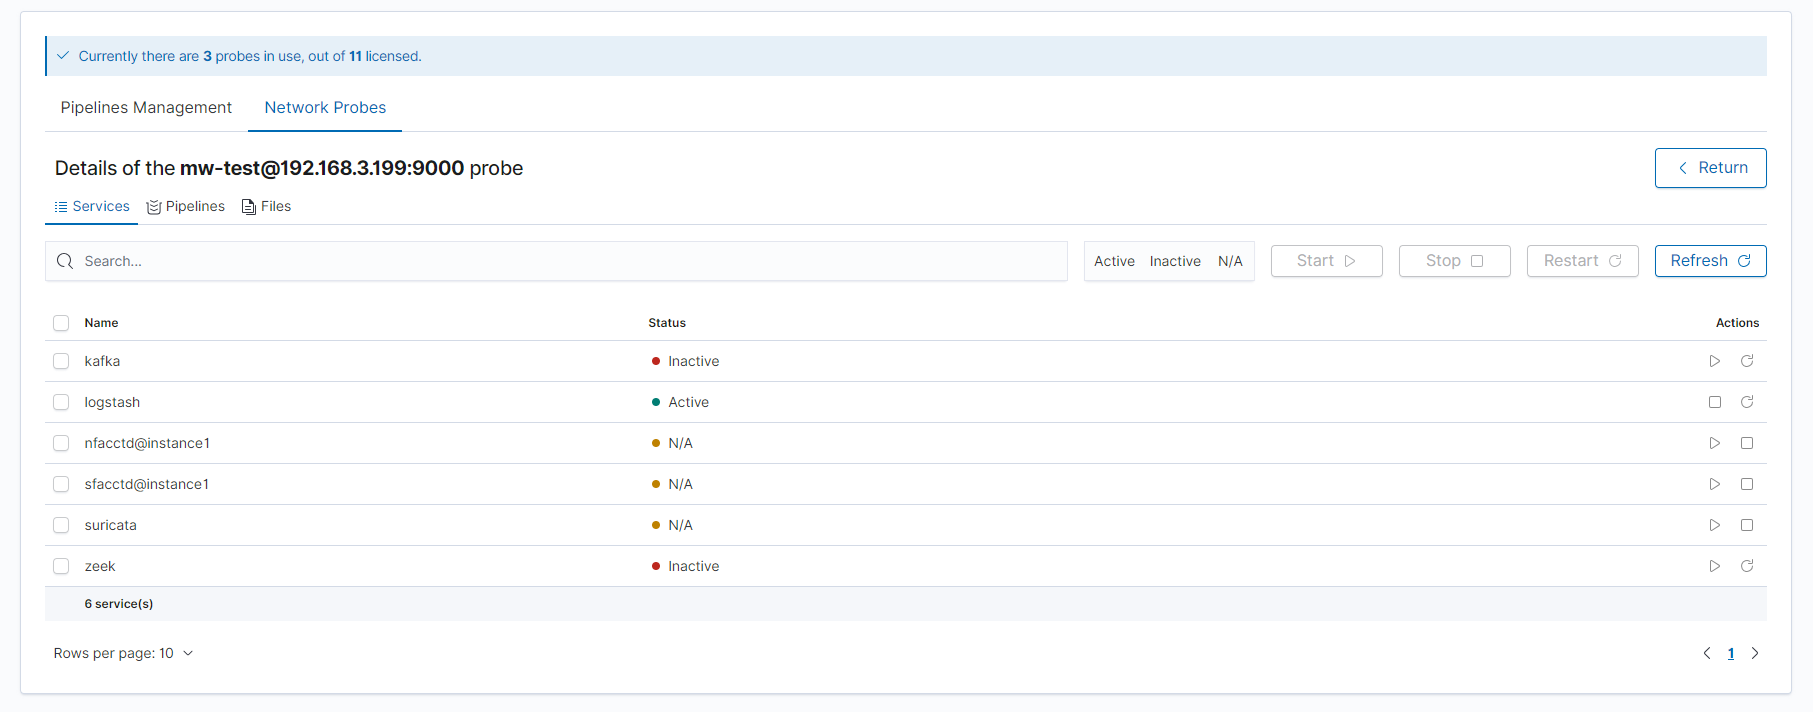 Currently there are 3 probes in use, out of 11 licensed.
Pipelines Management Network Probes
Details of the mw-test@192.168.3.199:9000 probe
Return
Services Pipelines Files
Search... Active Inactive N/A Start Stop Restart Refresh
Name Status Actions
kafka Inactive
logstash Active
nfacctd@instance1 N/A
sfacctd@instance1 N/A
suricata N/A
zeek Inactive
6 service(s)
Rows per page: 10 1